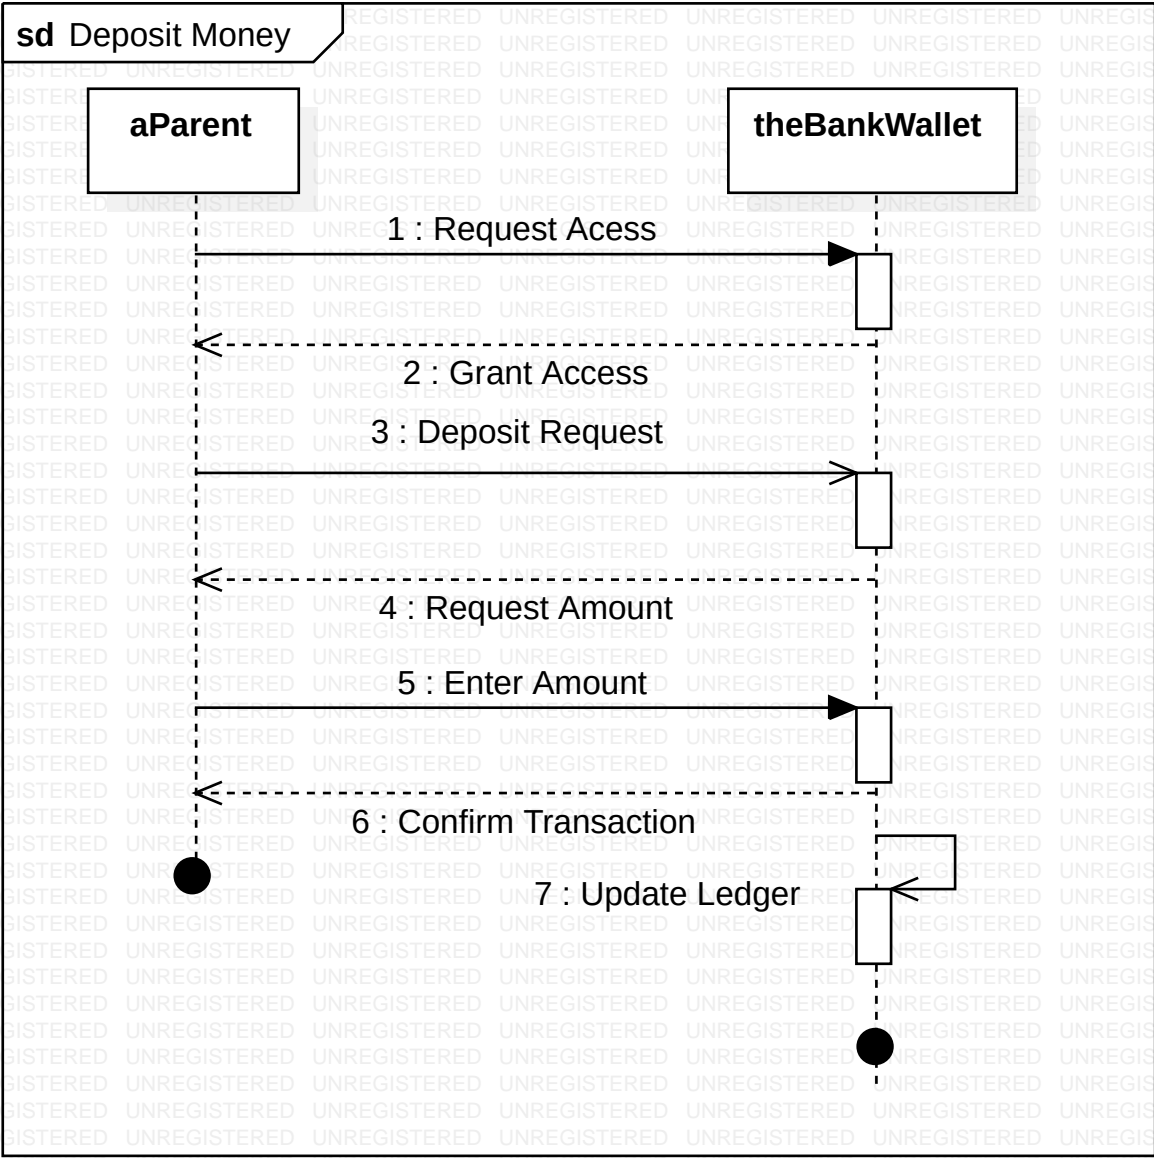 sd Deposit Money
aParent
theBankWallet
1 : Request Acess
2 : Grant Access
3 : Deposit Request
4 : Request Amount
5 : Enter Amount
6 : Confirm Transaction
7 : Update Ledger
UNREGISTERED